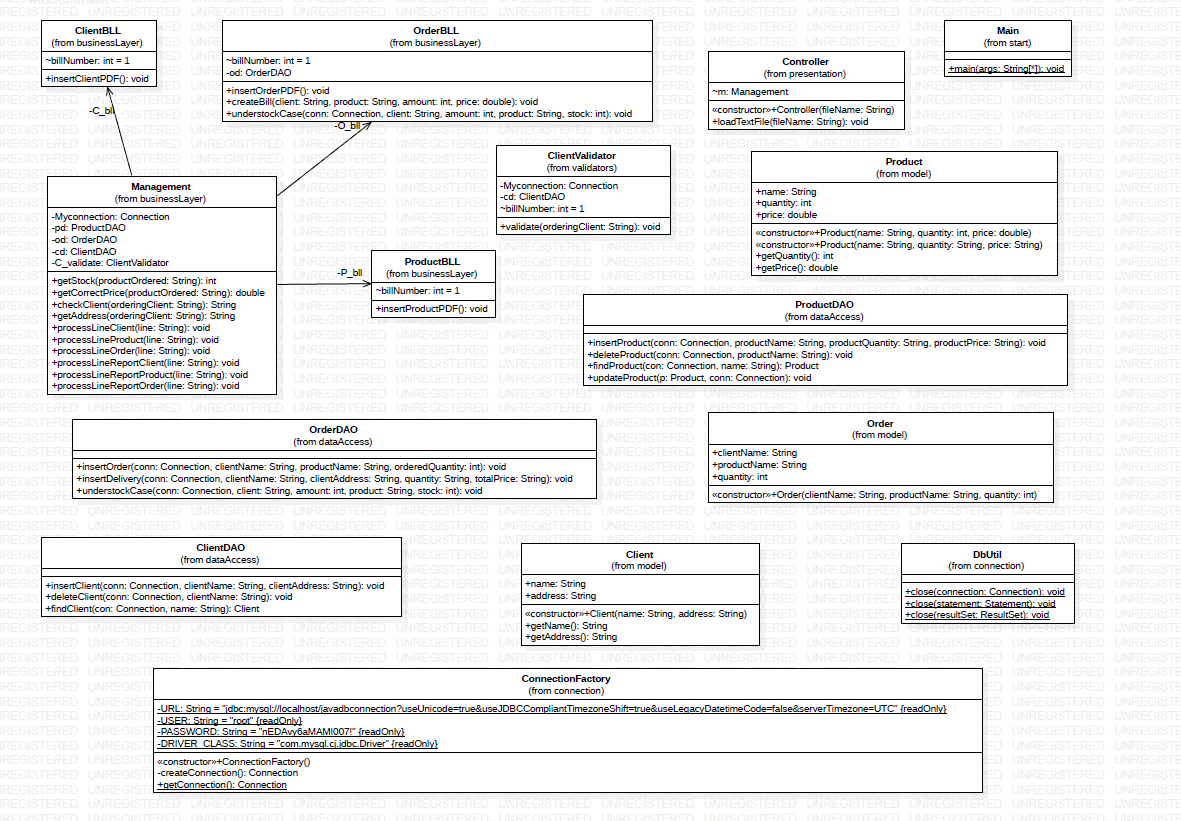 ClientBLL
(from businessLayer)
~billNumber: int = 1
+insertClientPDF(): void
OrderBLL
(from businessLayer)
~billNumber: int = 1
-od: OrderDAO
+insertOrderPDF(): void
+createBill(client: String, product: String, amount: int, price: double): void
+understockCase(conn: Connection, client: String, amount: int, product: String, stock: int): void
Main
(from start)
+main(args: String[*]): void
Controller
(from presentation)
~m: Management
«constructor»+Controller(fileName: String)
+loadTextFile(fileName: String): void
-C_bll
-O_bll
ClientValidator
(from validators)
-Myconnection: Connection
-cd: ClientDAO
~billNumber: int = 1
+validate(orderingClient: String): void
Product
(from model)
+name: String
+quantity: int
+price: double
«constructor»+Product(name: String, quantity: int, price: double)
«constructor»+Product(name: String, quantity: String, price: String)
+getQuantity(): int
+getPrice(): double
Management
(from businessLayer)
-Myconnection: Connection
-pd: ProductDAO
-od: OrderDAO
-cd: ClientDAO
-C_validate: ClientValidator
+getStock(productOrdered: String): int
+getCorrectPrice(productOrdered: String): double
+checkClient(orderingClient: String): String
+getAddress(orderingClient: String): String
+processLineClient(line: String): void
+processLineProduct(line: String): void
+processLineOrder(line: String): void
+processLineReportClient(line: String): void
+processLineReportProduct(line: String): void
+processLineReportOrder(line: String): void
-P_bll
ProductBLL
(from businessLayer)
~billNumber: int = 1
+insertProductPDF(): void
ProductDAO
(from dataAccess)
+insertProduct(conn: Connection, productName: String, productQuantity: String, productPrice: String): void
+deleteProduct(conn: Connection, productName: String): void
+findProduct(con: Connection, name: String): Product
+updateProduct(p: Product, conn: Connection): void
OrderDAO
(from dataAccess)
+insertOrder(conn: Connection, clientName: String, productName: String, orderedQuantity: int): void
+insertDelivery(conn: Connection, clientName: String, clientAddress: String, quantity: String, totalPrice: String): void
+understockCase(conn: Connection, client: String, amount: int, product: String, stock: int): void
Order
(from model)
+clientName: String
+productName: String
+quantity: int
«constructor»+Order(clientName: String, productName: String, quantity: int)
ClientDAO
(from dataAccess)
+insertClient(conn: Connection, clientName: String, clientAddress: String): void
+deleteClient(conn: Connection, clientName: String): void
+findClient(con: Connection, name: String): Client
Client
(from model)
+name: String
+address: String
«constructor»+Client(name: String, address: String)
+getName(): String
+getAddress(): String
DbUtil
(from connection)
+close(connection: Connection): void
+close(statement: Statement): void
+close(resultSet: ResultSet): void
ConnectionFactory
(from connection)
-URL: String = "jdbc:mysql://localhost/javadbconnection?useUnicode=true&useJDBCCompliantTimezoneShift=true&useLegacyDatetimeCode=false&serverTimezone=UTC" {readOnly}
-USER: String = "root" {readOnly}
-PASSWORD: String = "nEDAvy6aMAMI007!" {readOnly}
-DRIVER_CLASS: String = "com.mysql.cj.jdbc.Driver" {readOnly}
«constructor»+ConnectionFactory()
-createConnection(): Connection
+getConnection(): Connection
UNREGISTERED